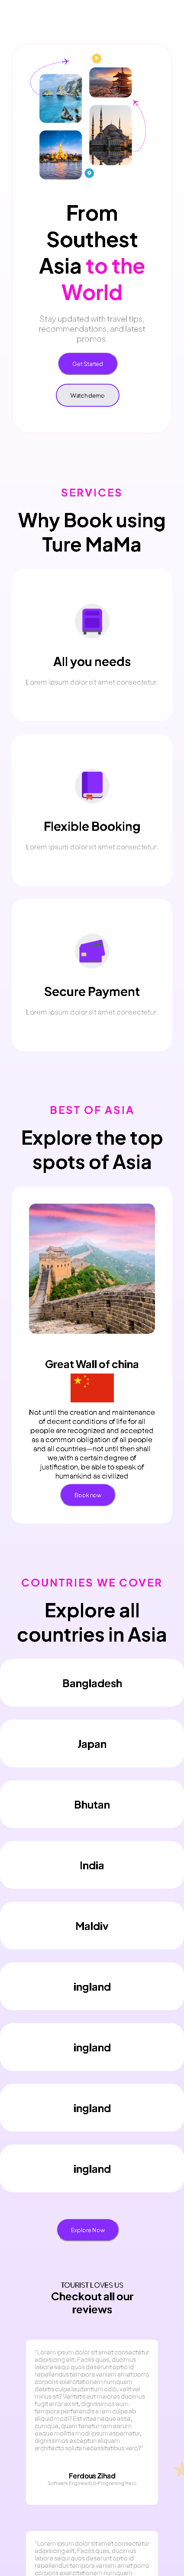 From
Southest
Asia to the
World
Stay updated with travel tips,
recommendations, and latest
promos.
Get Started
Watch demo
SERVICES
Why Book using
Ture MaMa
All you needs
Lorem ipsum dolor sit amet consectetur.
Flexible Booking
Lorem ipsum dolor sit amet consectetur.
Secure Payment
Lorem ipsum dolor sit amet consectetur.
BEST OF ASIA
Explore the top
spots of Asia
Great Wall of china
Not until the creation and maintenance
of decent conditions of life for all
people are recognized and accepted
as a common obligation of all people
and all countries—not until then shall
we, with a certain degree of
justification, be able to speak of
humankind as civilized
Book now
COUNTRIES WE COVER
Explore all
countries in Asia
Bangladesh
Japan
Bhutan
India
Maldiv
ingland
ingland
ingland
ingland
Explore Now
TOURIST LOVES US
Checkout all our
reviews
"Lorem ipsum dolor sit amet consectetur
adipisicing elit. Facilis quas, ducimus
labore sequi quos deserunt optio id
repellendus tempora veniam amet porro
corporis exercitationem numquam
debitis culpa laudantium odio, velit vel
minus sit? Veritatis aut maiores ducimus
fugit error ex sit, dignissimos eum
tempora perferendis rerum culpa ab
aliquid modi? Est vitae neque esse,
cumque, quam tenetur rem earum
eaque mollitia modi ipsum aspernatur,
dignissimos excepturi aliquam
architecto soluta necessitatibus vero?"
Ferdous Zihad
Software Engineer & Programing Hero
"Lorem ipsum dolor sit amet consectetur
adipisicing elit. Facilis quas, ducimus
labore sequi quos deserunt optio id
repellendus tempora veniam amet porro
corporis exercitationem numquam